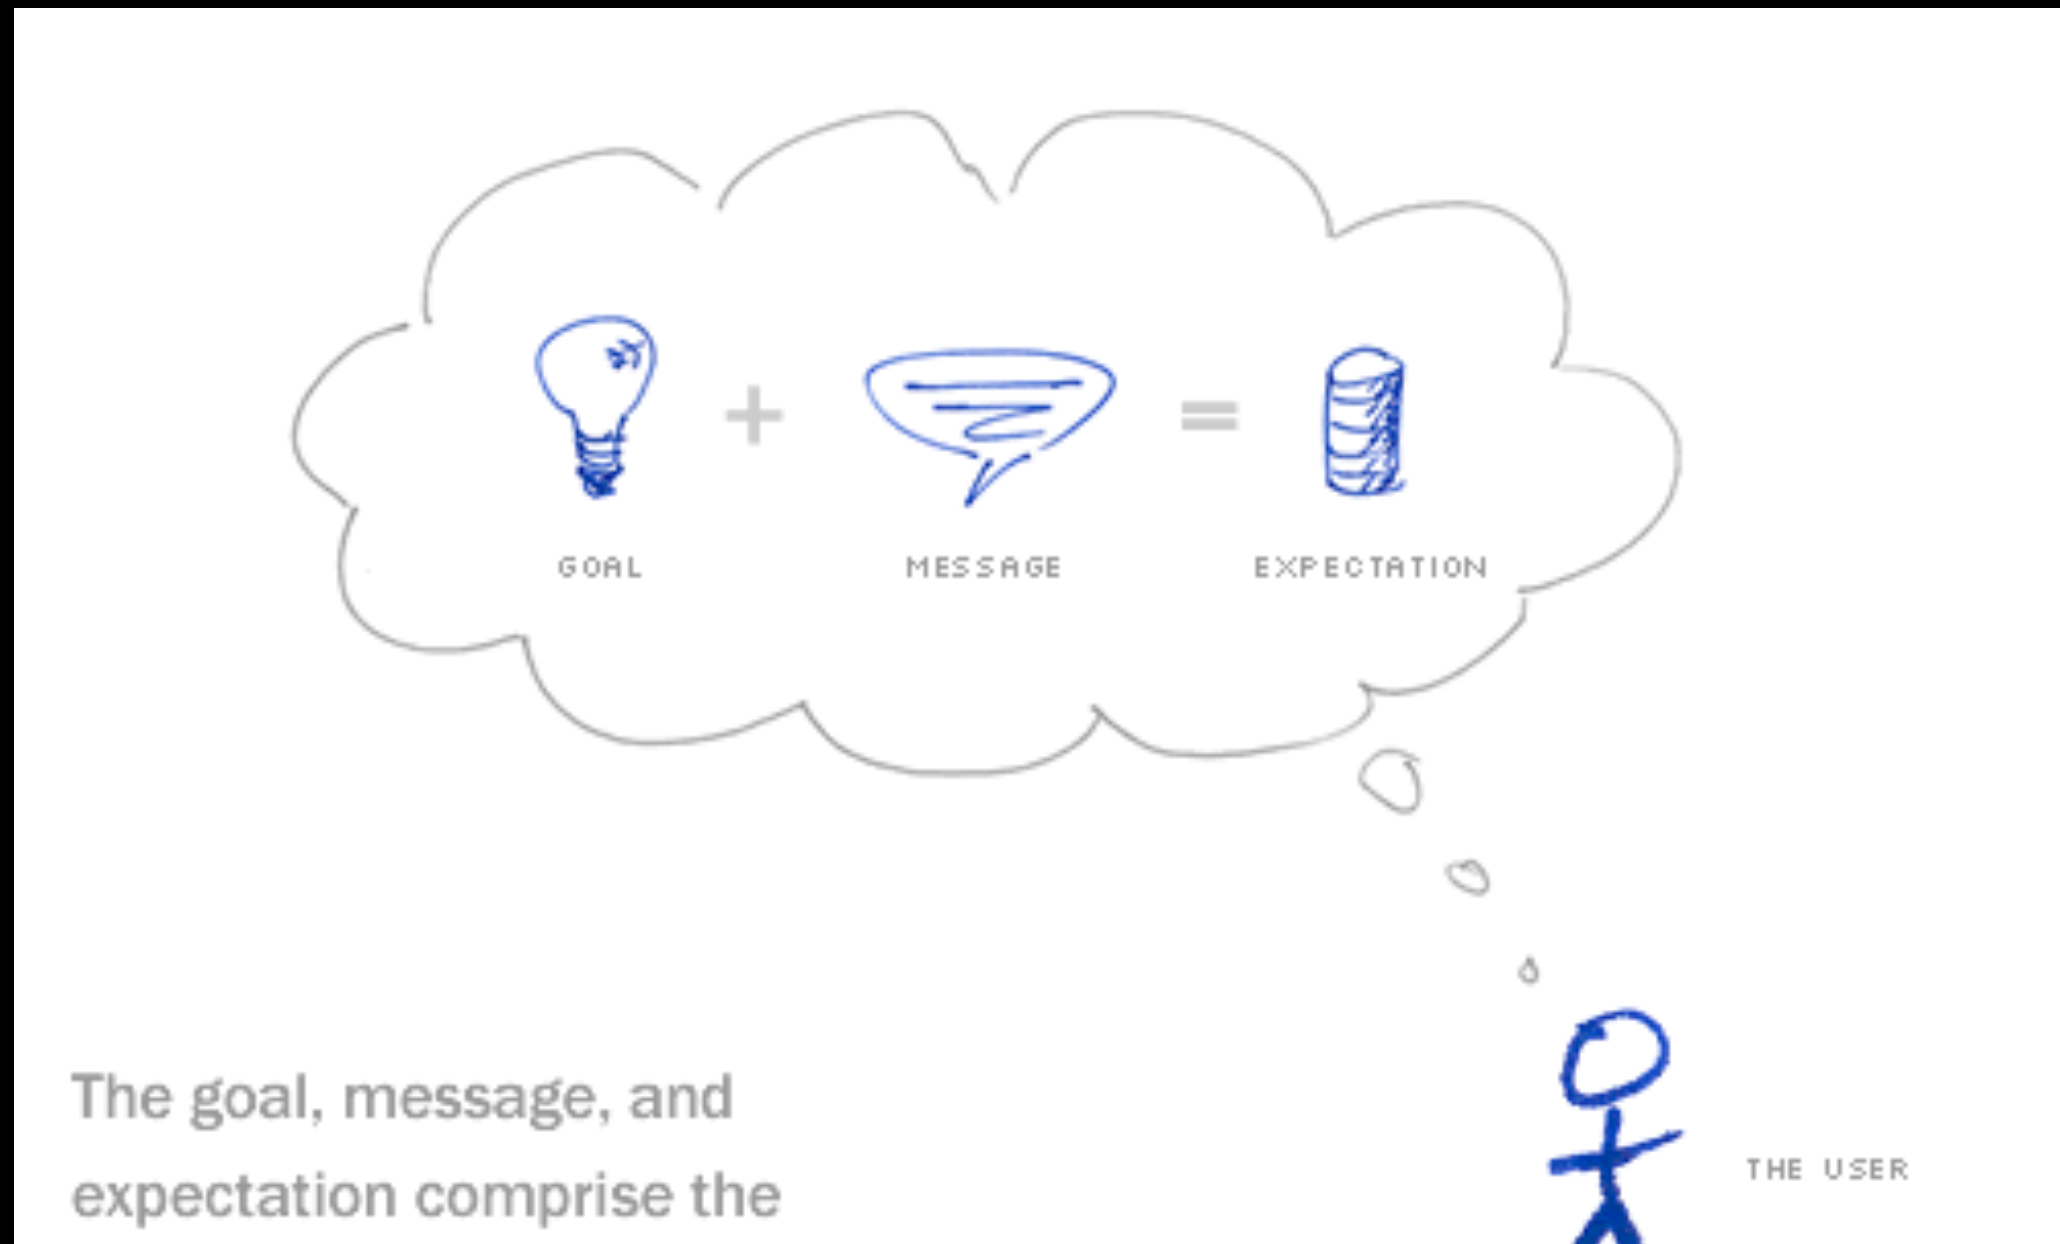 +
=
GOAL MESSAGE EXPECTATION
The goal, message, and
THE USER
expectation comprise the